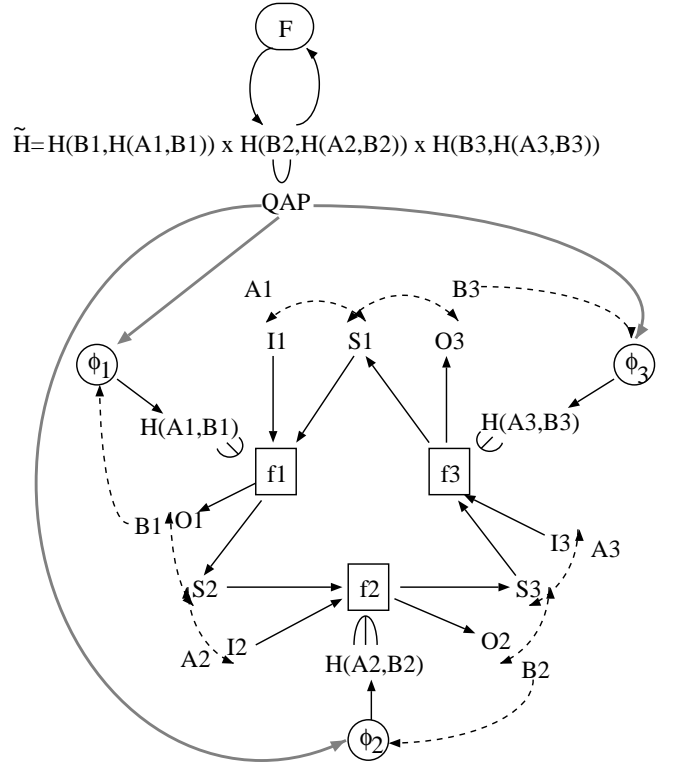 F
H̃=H(B1,H(A1,B1)) x H(B2,H(A2,B2)) x H(B3,H(A3,B3))
QAP
A1 B3
I1 S1 O3
ϕ1 ϕ3
H(A1,B1) H(A3,B3)
f1 f3
B1 O1 I3 A3
S2 f2 S3
A2 I2 O2
H(A2,B2) B2
ϕ2